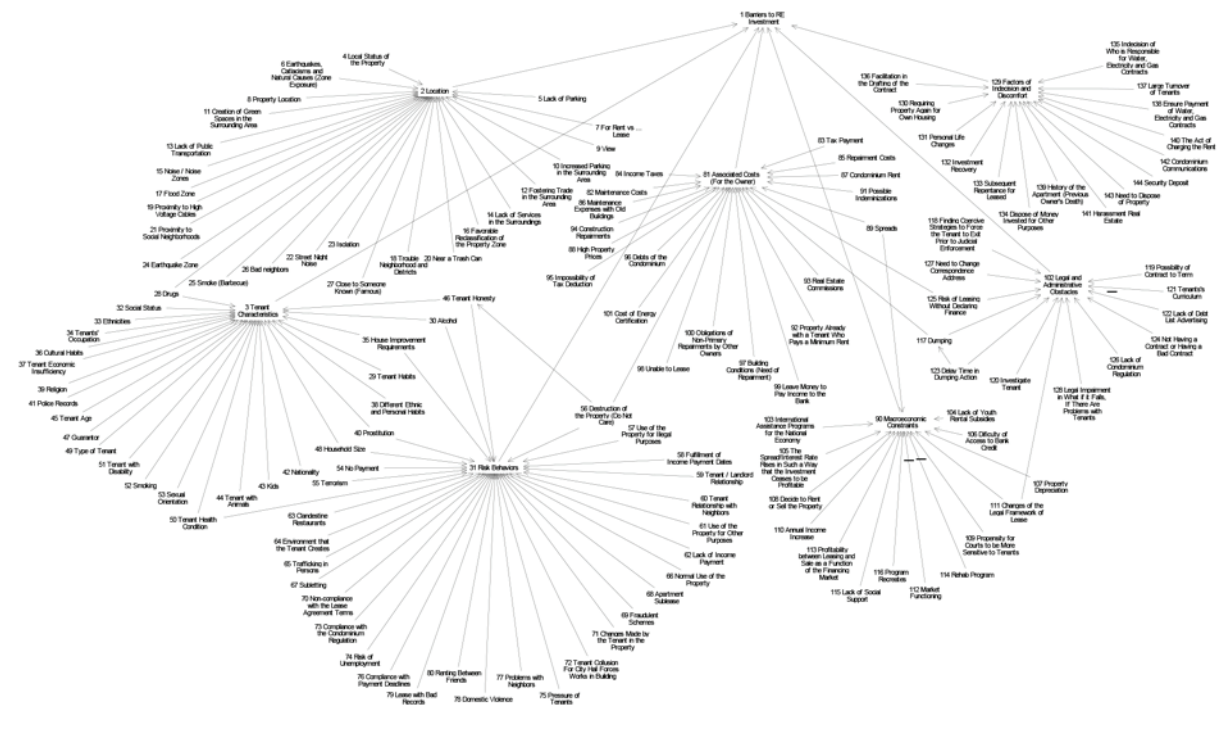 1 Barriers to RE
Investment
2 Location
4 Local Status of
the Property
6 Earthquakes,
Cataclisms and
Natural Causes (Zone
Exposure)
8 Property Location
11 Creation of Green
Spaces in the
Surrounding Area
13 Lack of Public
Transportation
15 Noise / Noise
Zones
17 Flood Zone
19 Proximity to High
Voltage Cables
21 Proximity to
Social Neighborhoods
24 Earthquake Zone
25 Smoke (Barbecue)
26 Bad neighbors
22 Street Night
Noise
23 Isolation
27 Close to Someone
Known (Famous)
18 Trouble
Neighborhood and
Districts
20 Near a Trash Can
16 Favorable
Reclassification of
the Property Zone
14 Lack of Services
in the Surroundings
12 Fostering Trade
in the Surrounding
Area
10 Increased Parking
in the Surrounding
Area
9 View
7 For Rent vs ...
Lease
5 Lack of Parking
3 Tenant
Characteristics
28 Drugs
32 Social Status
33 Ethnicities
34 Tenants'
Occupation
36 Cultural Habits
37 Tenant Economic
Insufficiency
39 Religion
41 Police Records
45 Tenant Age
47 Guarantor
49 Type of Tenant
51 Tenant with
Disability
52 Smoking
53 Sexual
Orientation
50 Tenant Health
Condition
44 Tenant with
Animals
43 Kids
42 Nationality
48 Household Size
40 Prostitution
38 Different Ethnic
and Personal Habits
29 Tenant Habits
35 House Improvement
Requirements
30 Alcohol
46 Tenant Honesty
31 Risk Behaviors
54 No Payment
55 Terrorism
63 Clandestine
Restaurants
64 Environment that
the Tenant Creates
65 Trafficking in
Persons
67 Subletting
70 Non-compliance
with the Lease
Agreement Terms
73 Compliance with
the Condominium
Regulation
74 Risk of
Unemployment
76 Compliance with
Payment Deadlines
79 Lease with Bad
Records
80 Renting Between
Friends
78 Domestic Violence
77 Problems with
Neighbors
75 Pressure of
Tenants
72 Tenant Collusion
For City Hall Forces
Works in Building
71 Changes Made by
the Tenant in the
Property
69 Fraudulent
Schemes
68 Apartment
Sublease
66 Normal Use of the
Property
62 Lack of Income
Payment
61 Use of the
Property for Other
Purposes
60 Tenant
Relationship with
Neighbors
59 Tenant / Landlord
Relationship
58 Fulfillment of
Income Payment Dates
57 Use of the
Property for Illegal
Purposes
56 Destruction of
the Property (Do Not
Care)
81 Associated Costs
(For the Owner)
83 Tax Payment
85 Repairment Costs
87 Condominium Rent
91 Possible
Indeminizations
89 Spreads
84 Income Taxes
82 Maintenance Costs
86 Maintenance
Expenses with Old
Buildings
94 Construction
Repairments
88 High Property
Prices
96 Debts of the
Condominium
95 Impossibility of
Tax Deduction
101 Cost of Energy
Certification
98 Unable to Lease
100 Obligations of
Non-Primary
Repairments by Other
Owners
97 Building
Conditions (Need of
Repairment)
99 Leave Money to
Pay Income to the
Bank
92 Property Already
with a Tenant Who
Pays a Minimum Rent
93 Real Estate
Commissions
90 Macroeconomic
Constraints
103 International
Assistance Programs
for the National
Economy
105 The
Spread/Interest Rate
Rises in Such a Way
that the Investment
Ceases to be
Profitable
108 Decide to Rent
or Sell the Property
110 Annual Income
Increase
113 Profitability
between Leasing and
Sale as a Function
of the Financing
Market
115 Lack of Social
Support
116 Program
Recreates
112 Market
Functioning
114 Rehab Program
109 Propensity for
Courts to be More
Sensitive to Tenants
111 Changes of the
Legal Framework of
Lease
107 Property
Depreciation
106 Dificulty of
Access to Bank
Credit
104 Lack of Youth
Rental Subsidies
102 Legal and
Administrative
Obstacles
118 Finding Coercive
Strategies to Force
the Tenant to Exit
Prior to Judicial
Enforcement
127 Need to Change
Correspondence
Address
125 Risk of Leasing
Without Declaring
Finance
117 Dumping
123 Delay Time in
Dumping Action
120 Investigate
Tenant
128 Legal Impairment
in What if it Fails,
If There Are
Problems with
Tenants
126 Lack of
Condominium
Regulation
124 Not Having a
Contract or Having a
Bad Contract
122 Lack of Debt
List Advertising
121 Tenants's
Curriculum
119 Possibility of
Contract to Term
129 Factors of
Indecision and
Discomfort
136 Facilitation in
the Drafting of the
Contract
130 Requiring
Property Again for
Own Housing
131 Personal Life
Changes
132 Investment
Recovery
133 Subsequent
Repentance for
Leased
134 Dispose of Money
Invested for Other
Purposes
139 History of the
Apartment (Previous
Owner's Death)
141 Harassment Real
Estate
143 Need to Dispose
of Property
144 Security Deposit
142 Condominium
Communications
140 The Act of
Charging the Rent
138 Ensure Payment
of Water,
Electricity and Gas
Contracts
137 Large Turnover
of Tenants
135 Indecision of
Who is Responsible
for Water,
Electricity and Gas
Contracts